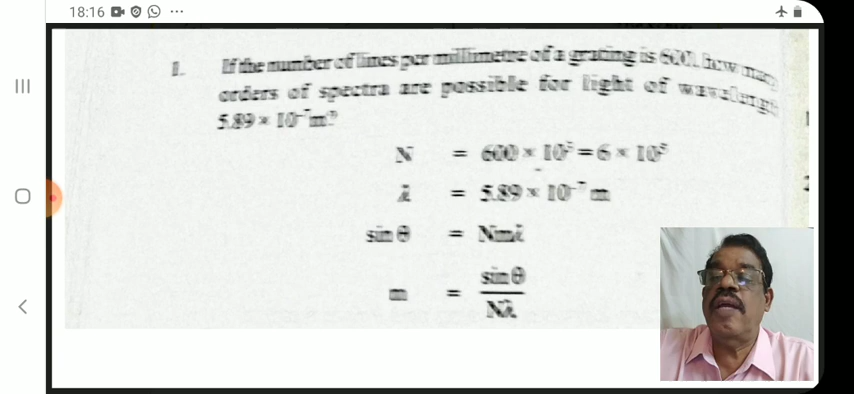 18:16
1. If the number of lines per millimetre of a grating is 600, how many
orders of spectra are possible for light of wavelength
5.89 × 10⁻⁷m?
N = 600 × 10³ = 6 × 10⁵
λ = 5.89 × 10⁻⁷ m
sin θ = Nmλ
m = sin θ
Nλ